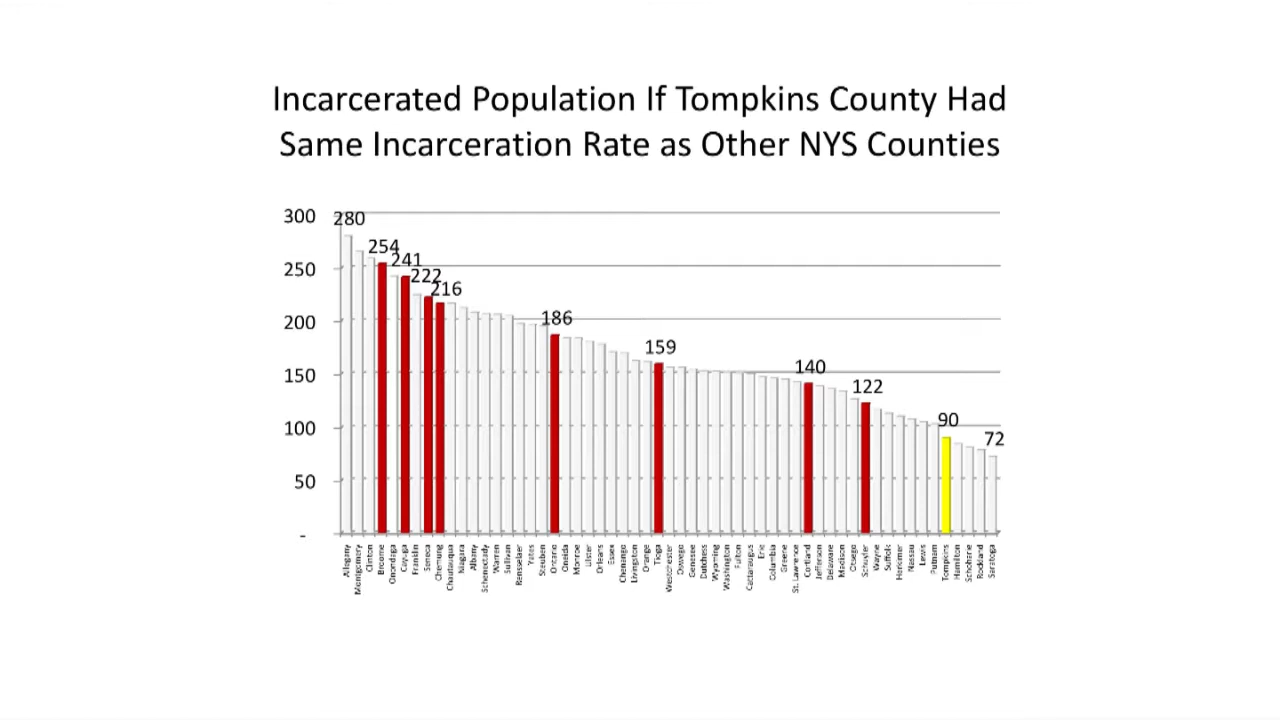 Incarcerated Population If Tompkins County Had
Same Incarceration Rate as Other NYS Counties
300
250
200
150
100
50
-
280
254
241
222
216
186
159
140
122
90
72
Allegany
Montgomery
Clinton
Broome
Onondaga
Cayuga
Franklin
Seneca
Chemung
Chautauqua
Niagara
Albany
Schenectady
Warren
Sullivan
Rensselaer
Yates
Steuben
Ontario
Oneida
Monroe
Ulster
Orleans
Essex
Chenango
Livingston
Orange
Tioga
Westchester
Oswego
Genesee
Dutchess
Wyoming
Washington
Fulton
Cattaraugus
Erie
Columbia
Greene
St. Lawrence
Cortland
Jefferson
Delaware
Madison
Otsego
Schuyler
Wayne
Suffolk
Herkimer
Nassau
Lewis
Putnam
Tompkins
Hamilton
Schoharie
Rockland
Saratoga